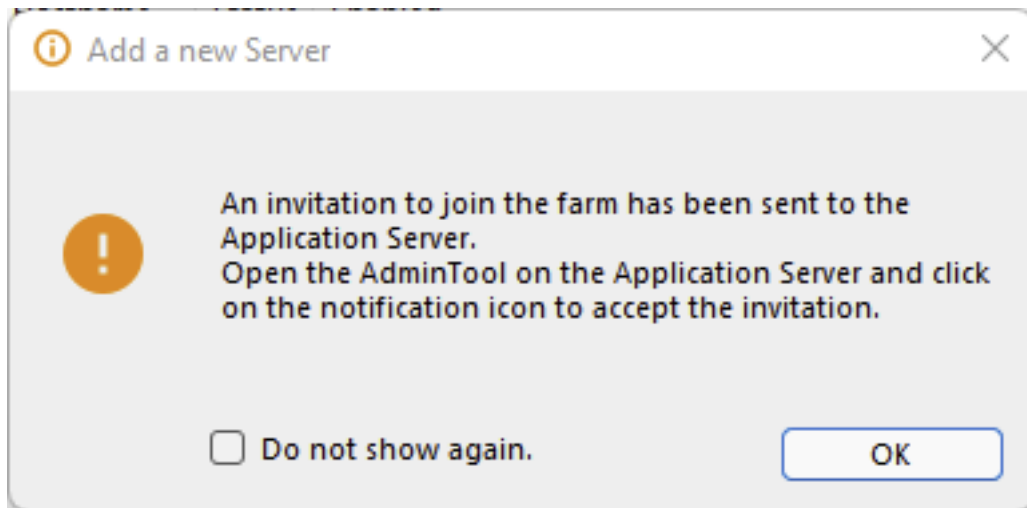 Add a new Server
An invitation to join the farm has been sent to the
Application Server.
Open the AdminTool on the Application Server and click
on the notification icon to accept the invitation.
Do not show again.
OK